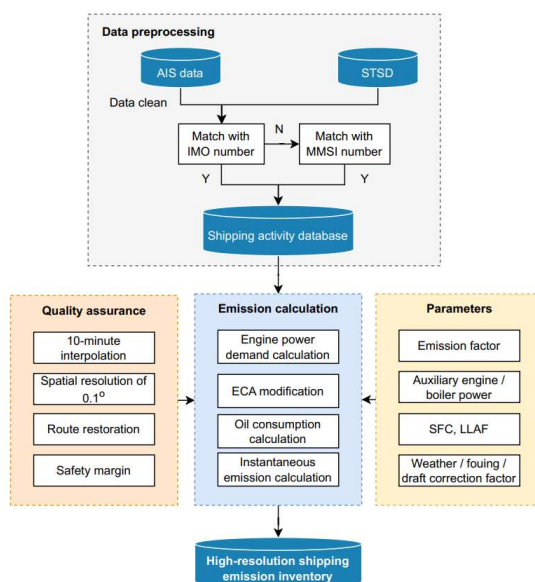 Data preprocessing
AIS data
STSD
Data clean
Match with
IMO number
N
Match with
MMSI number
Y
Y
Shipping activity database
Quality assurance
10-minute
interpolation
Spatial resolution of
0.1°
Route restoration
Safety margin
Emission calculation
Engine power
demand calculation
ECA modification
Oil consumption
calculation
Instantaneous
emission calculation
Parameters
Emission factor
Auxiliary engine /
boiler power
SFC, LLAF
Weather / fouing /
draft correction factor
High-resolution shipping
emission inventory